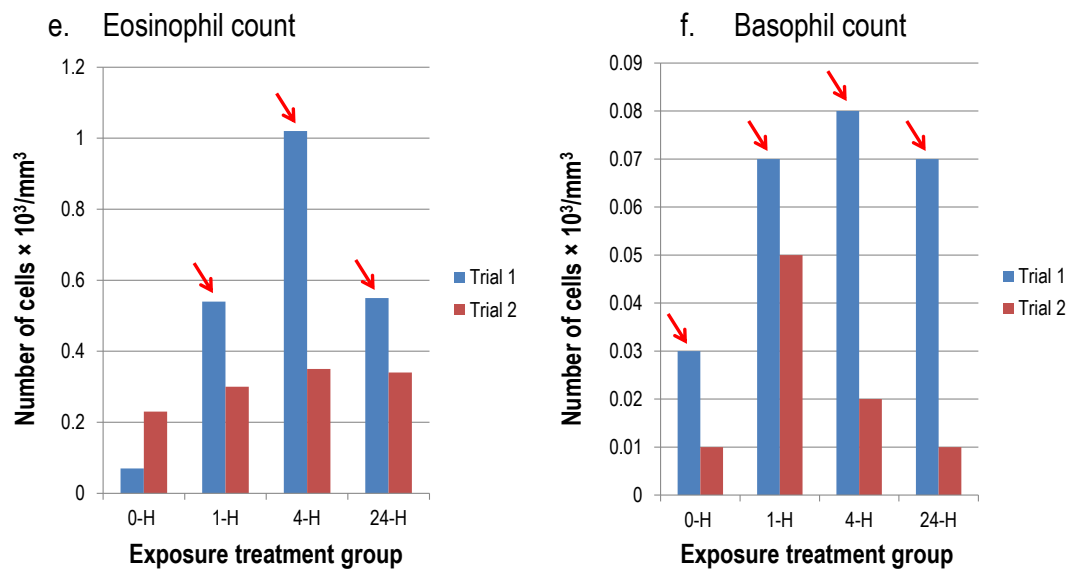 e. Eosinophil count
1.2
1
0.8
0.6
0.4
0.2
0
Number of cells × 10³/mm³
0-H 1-H 4-H 24-H
Exposure treatment group
Trial 1
Trial 2
f. Basophil count
0.09
0.08
0.07
0.06
0.05
0.04
0.03
0.02
0.01
0
Number of cells × 10³/mm³
0-H 1-H 4-H 24-H
Exposure treatment group
Trial 1
Trial 2